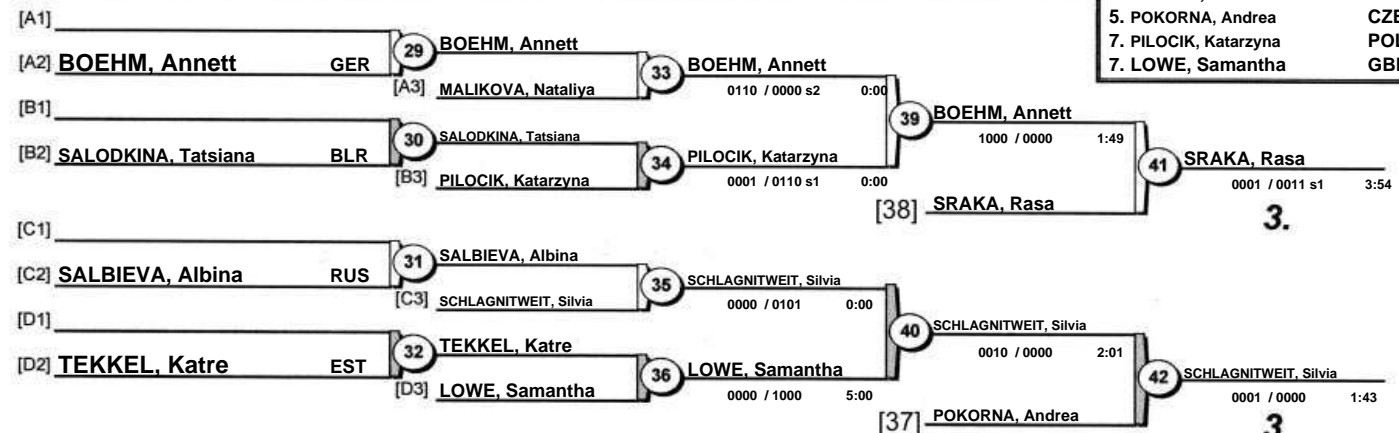 5. POKORNA, Andrea
7. PILOCIK, Katarzyna
7. LOWE, Samantha
[A1]
[A2] BOEHM, Annett GER
29
BOEHM, Annett
[A3] MALIKOVA, Nataliya
33
BOEHM, Annett
0110 / 0000 s2 0:00
[B1]
[B2] SALODKINA, Tatsiana BLR
30
SALODKINA, Tatsiana
[B3] PILOCIK, Katarzyna
34
PILOCIK, Katarzyna
0001 / 0110 s1 0:00
39
BOEHM, Annett
1000 / 0000 1:49
[38] SRAKA, Rasa
41
SRAKA, Rasa
0001 / 0011 s1 3:54
3.
[C1]
[C2] SALBIEVA, Albina RUS
31
SALBIEVA, Albina
[C3] SCHLAGNITWEIT, Silvia
35
SCHLAGNITWEIT, Silvia
0000 / 0101 0:00
[D1]
[D2] TEKKEL, Katre EST
32
TEKKEL, Katre
[D3] LOWE, Samantha
36
LOWE, Samantha
0000 / 1000 5:00
40
SCHLAGNITWEIT, Silvia
0010 / 0000 2:01
[37] POKORNA, Andrea
42
SCHLAGNITWEIT, Silvia
0001 / 0000 1:43
3